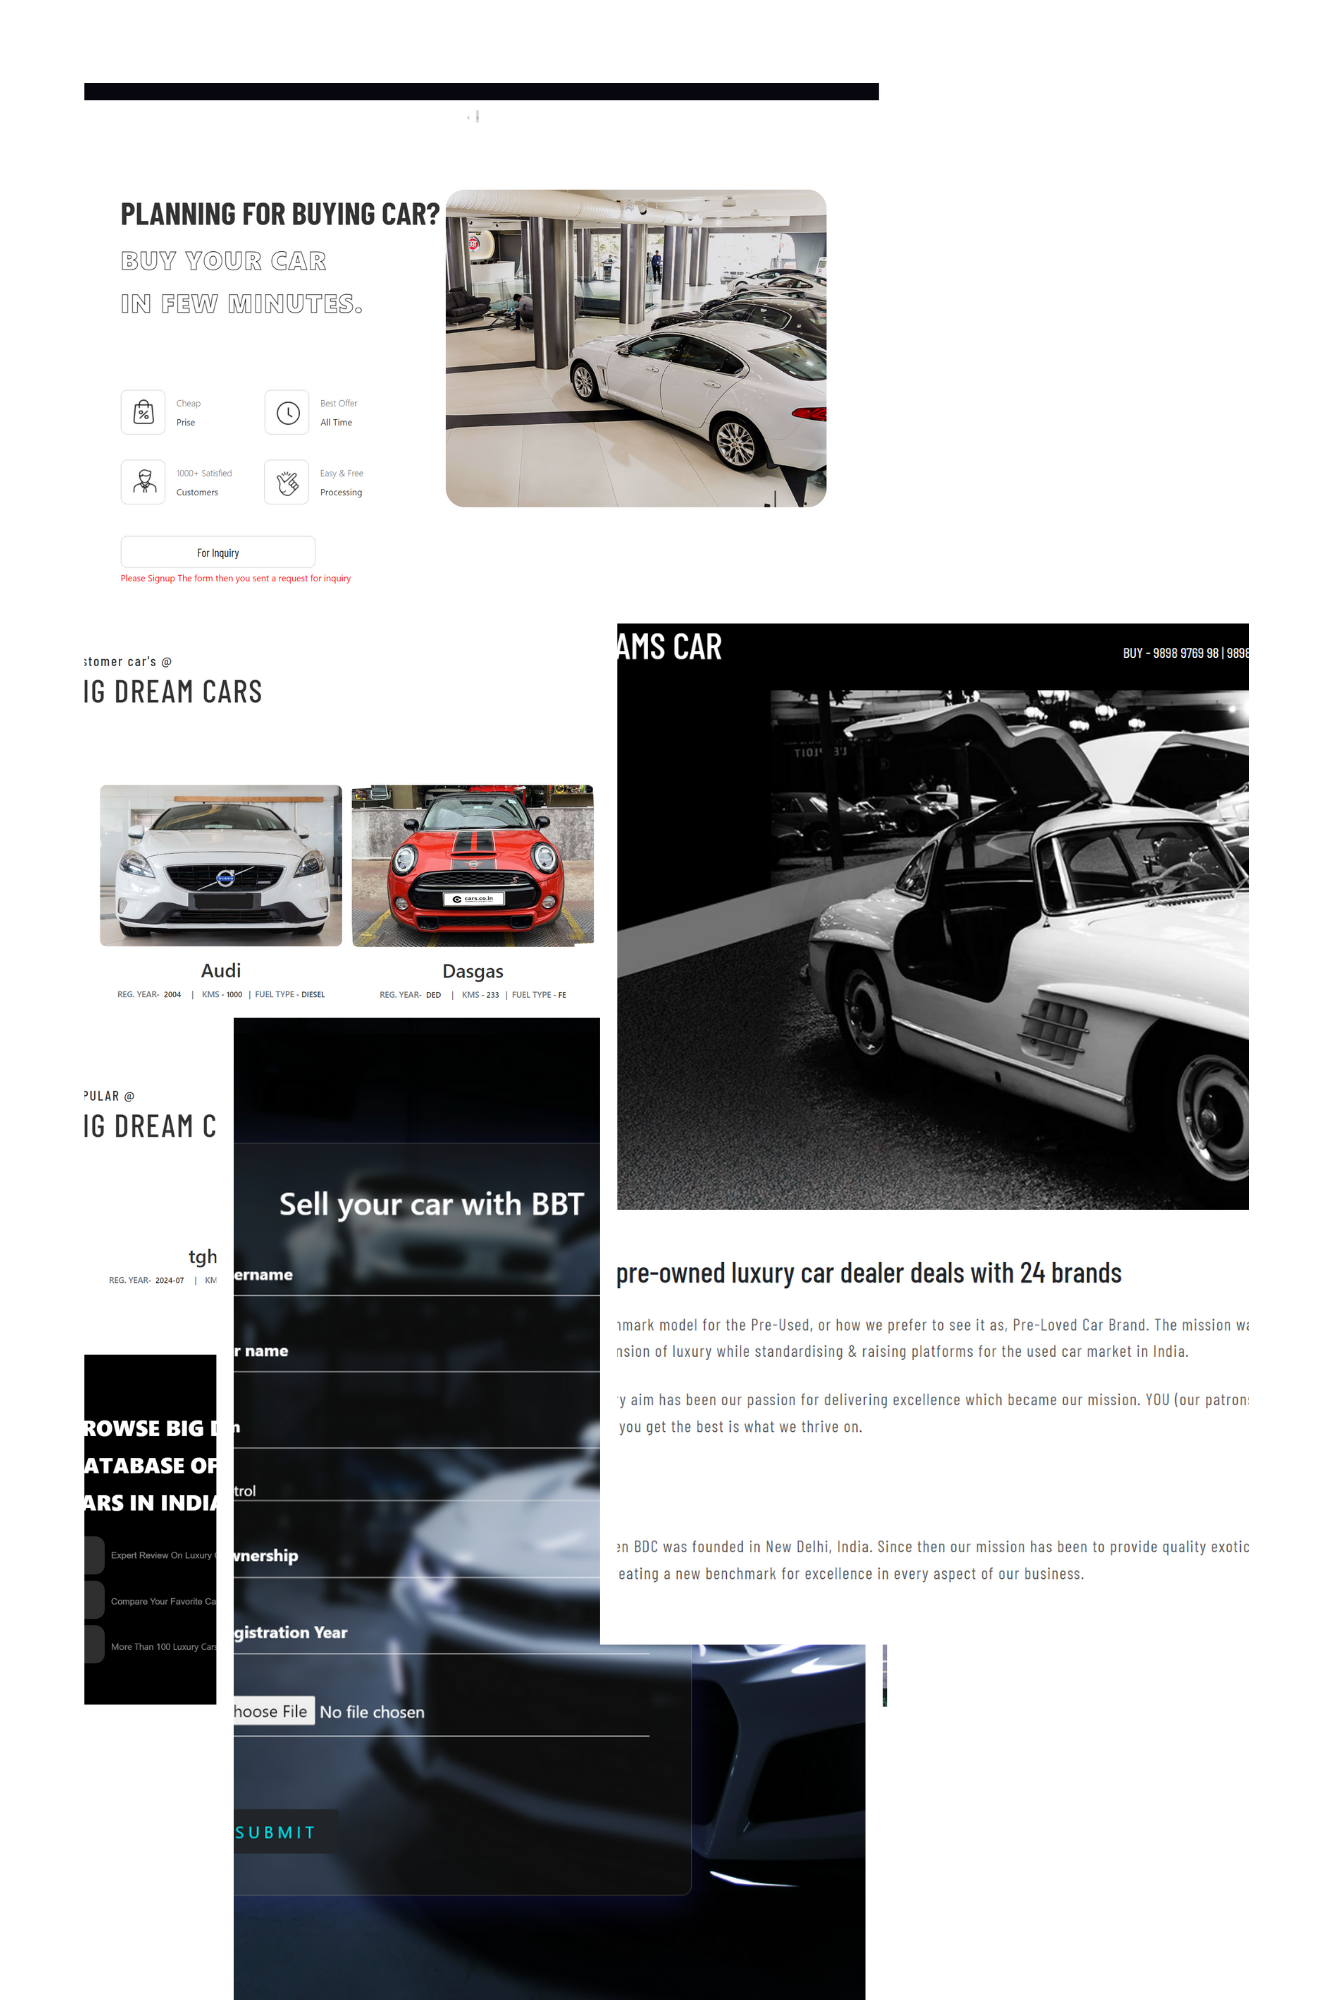 PLANNING FOR BUYING CAR?
BUY YOUR CAR
IN FEW MINUTES.
Cheap
Prise
Best Offer
All Time
1000+ Satisfied
Customers
Easy & Free
Processing
For Inquiry
Please Signup The form then you sent a request for inquiry
stomer car's @
IG DREAM CARS
cars.co.in
Audi
REG. YEAR- 2004 | KMS - 1000 | FUEL TYPE - DIESEL
Dasgas
REG. YEAR- DED | KMS - 233 | FUEL TYPE - FE
PULAR @
IG DREAM C
tgh
REG. YEAR- 2024-07 | KM
ROWSE BIG D
ATABASE OF
ARS IN INDIA
Expert Review On Luxury
Compare Your Favorite Ca
More Than 100 Luxury Cars
Sell your car with BBT
ername
r name
n
trol
wnership
gistration Year
hoose File No file chosen
SUBMIT
AMS CAR
BUY - 9898 9769 98 | 9898
pre-owned luxury car dealer deals with 24 brands
nmark model for the Pre-Used, or how we prefer to see it as, Pre-Loved Car Brand. The mission wa
nsion of luxury while standardising & raising platforms for the used car market in India.
y aim has been our passion for delivering excellence which became our mission. YOU (our patrons
you get the best is what we thrive on.
en BDC was founded in New Delhi, India. Since then our mission has been to provide quality exotic
eating a new benchmark for excellence in every aspect of our business.